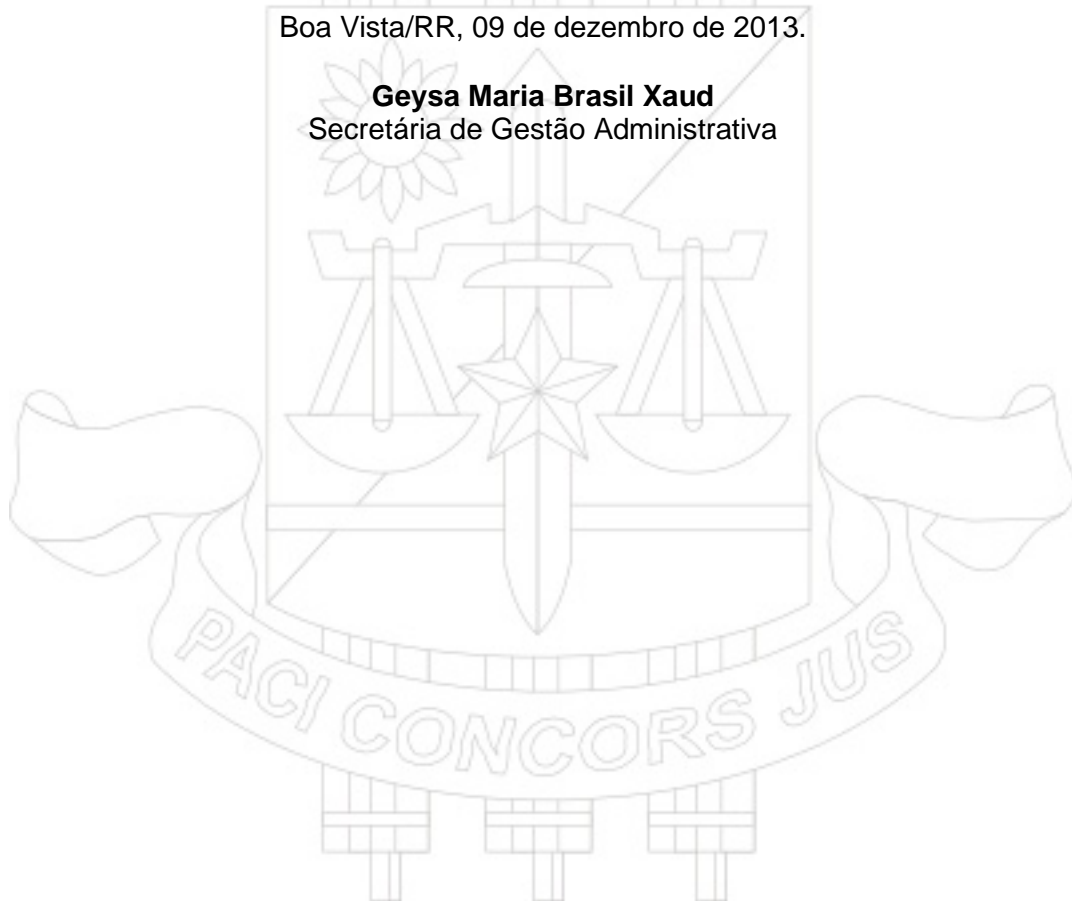 Boa Vista/RR, 09 de dezembro de 2013.
Geysa Maria Brasil Xaud
Secretária de Gestão Administrativa
PACI CONCORS JUS